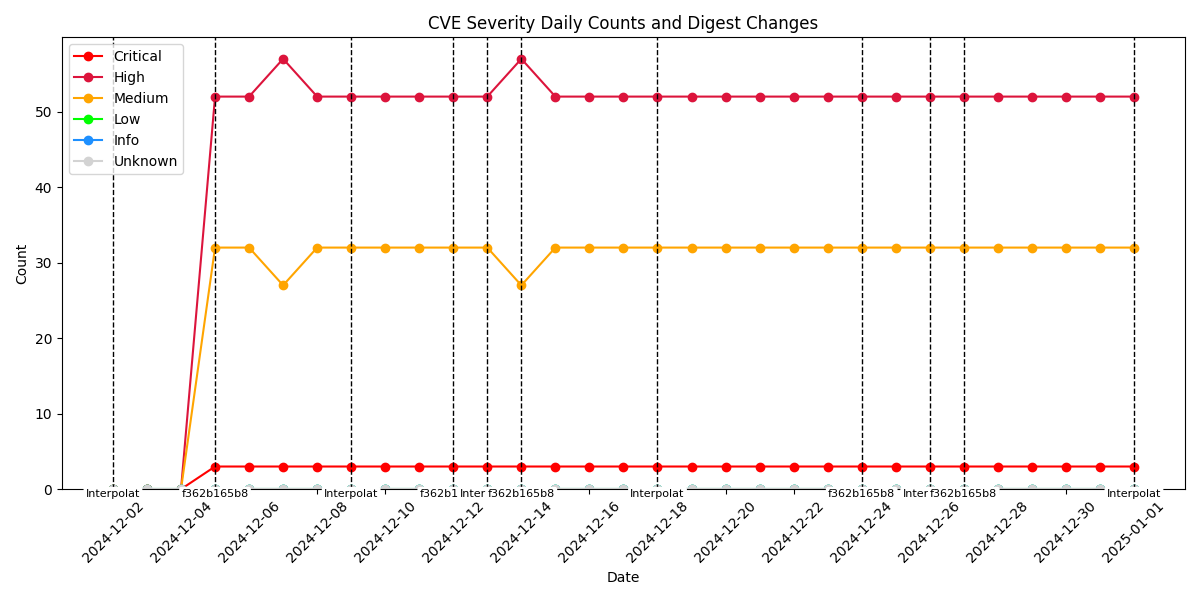 CVE Severity Daily Counts and Digest Changes
Critical
High
Medium
Low
Info
Unknown
Count
50
40
30
20
10
0
Interpolat
f362b165b8
Interpolat
f362b1
Inter
f362b165b8
Interpolat
f362b165b8
Inter
f362b165b8
Interpolat
2024-12-02
2024-12-04
2024-12-06
2024-12-08
2024-12-10
2024-12-12
2024-12-14
2024-12-16
2024-12-18
2024-12-20
2024-12-22
2024-12-24
2024-12-26
2024-12-28
2024-12-30
2025-01-01
Date